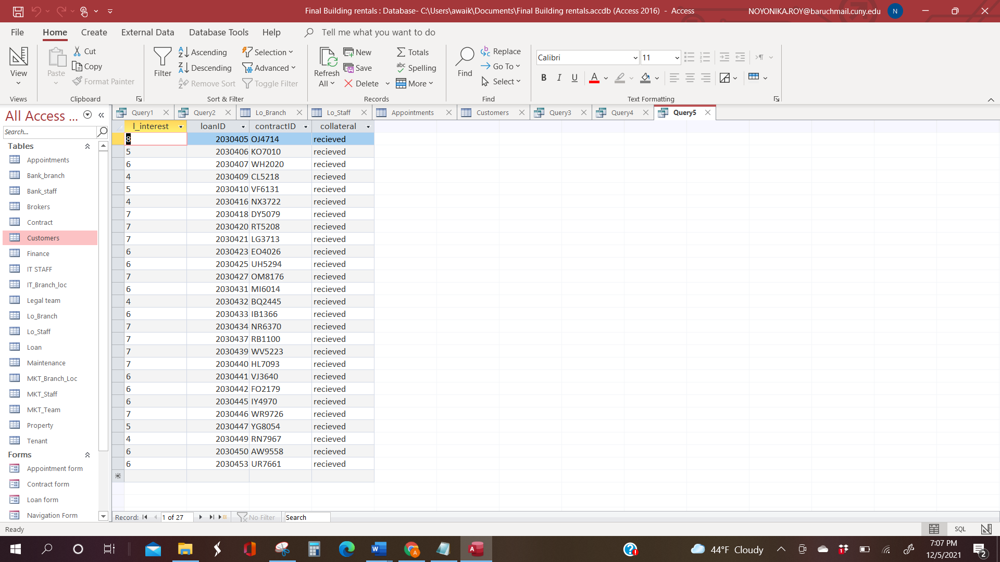 Final Building rentals : Database- C:\Users\awaik\Documents\Final Building rentals.accdb (Access 2016) - Access
NOYONIKA.ROY@baruchmail.cuny.edu
N
File Home Create External Data Database Tools Help Tell me what you want to do
View
Views
Paste
Cut
Copy
Format Painter
Clipboard
Filter
Ascending
Descending
Remove Sort
Selection
Advanced
Toggle Filter
Sort & Filter
Refresh
All
New
Save
Delete
Totals
Spelling
More
Records
Find
Replace
Go To
Select
Find
Calibri 11
B I U A
Text Formatting
Query1 Query2 Lo_Branch Lo_Staff Appointments Customers Query3 Query4 Query5
All Access ...
Search...
Tables
Appointments
Bank_branch
Bank_staff
Brokers
Contract
Customers
Finance
IT STAFF
IT_Branch_loc
Legal team
Lo_Branch
Lo_Staff
Loan
Maintenance
MKT_Branch_Loc
MKT_Staff
MKT_Team
Property
Tenant
Forms
Appointment form
Contract form
Loan form
Navigation Form
l_interest loanID contractID collateral
8 2030405 OJ4714 recieved
5 2030406 KO7010 recieved
6 2030407 WH2020 recieved
4 2030409 CL5218 recieved
5 2030410 VF6131 recieved
4 2030416 NX3722 recieved
7 2030418 DY5079 recieved
7 2030420 RT5208 recieved
7 2030421 LG3713 recieved
6 2030423 EO4026 recieved
6 2030425 UH5294 recieved
7 2030427 OM8176 recieved
6 2030431 MI6014 recieved
4 2030432 BQ2445 recieved
6 2030433 IB1366 recieved
7 2030434 NR6370 recieved
7 2030437 RB1100 recieved
7 2030439 WV5223 recieved
7 2030440 HL7093 recieved
6 2030441 VJ3640 recieved
6 2030442 FO2179 recieved
6 2030445 IY4970 recieved
7 2030446 WR9726 recieved
5 2030447 YG8054 recieved
4 2030449 RN7967 recieved
6 2030450 AW9558 recieved
6 2030453 UR7661 recieved
Record: 1 of 27 No Filter Search
Ready
SQL
44°F Cloudy
7:07 PM
12/5/2021
2